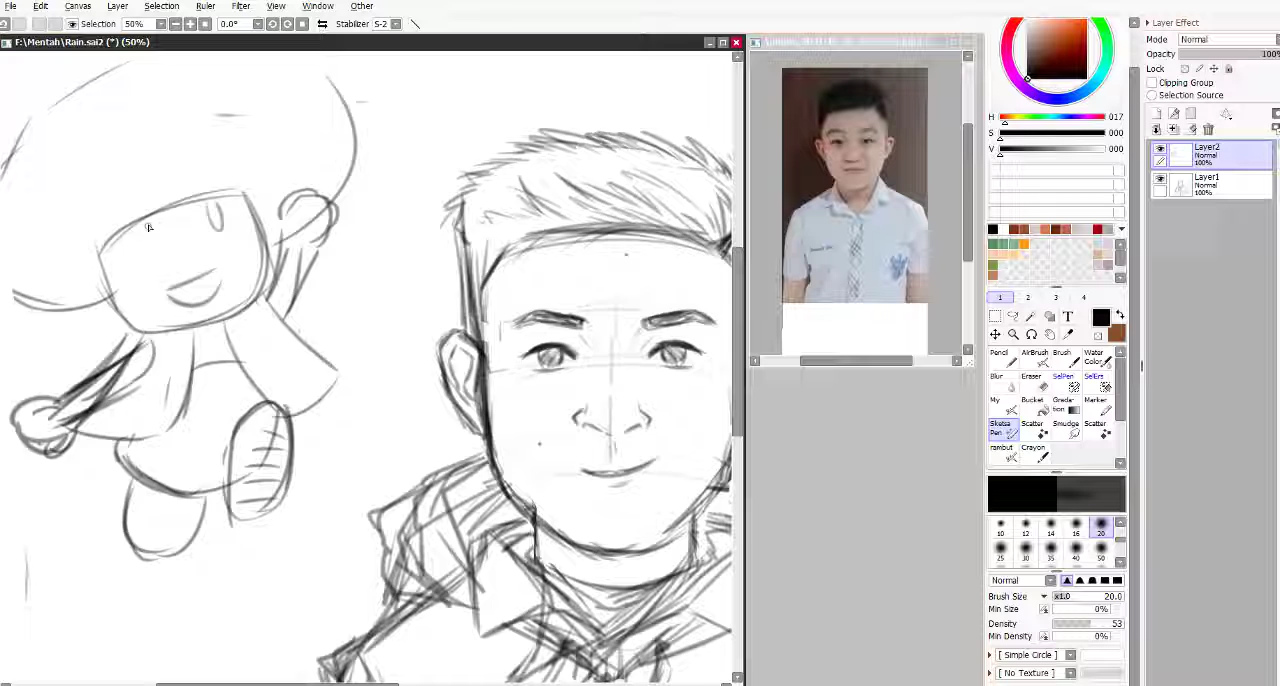 File Edit Canvas Layer Selection Ruler Filter View Window Other
Selection 50% 0.0° Stabilizer S-2
F:\Mentah\Rain.sai2 (*) (50%)
H 017
S 000
V 000
1 2 3 4
T
Pencil AirBrush Brush Water Color
Blur Eraser SelPen SelErs
My Bucket Gradation Marker
Sketsa Pen Scatter Smudge Scatter
rambut Crayon
10 12 14 16 20
25 30 35 40 50
Normal
Brush Size x1.0 20.0
Min Size 0%
Density 53
Min Density 0%
[ Simple Circle ]
[ No Texture ]
Layer Effect
Mode Normal
Opacity 100%
Lock
Clipping Group
Selection Source
Layer2
Normal
100%
Layer1
Normal
100%